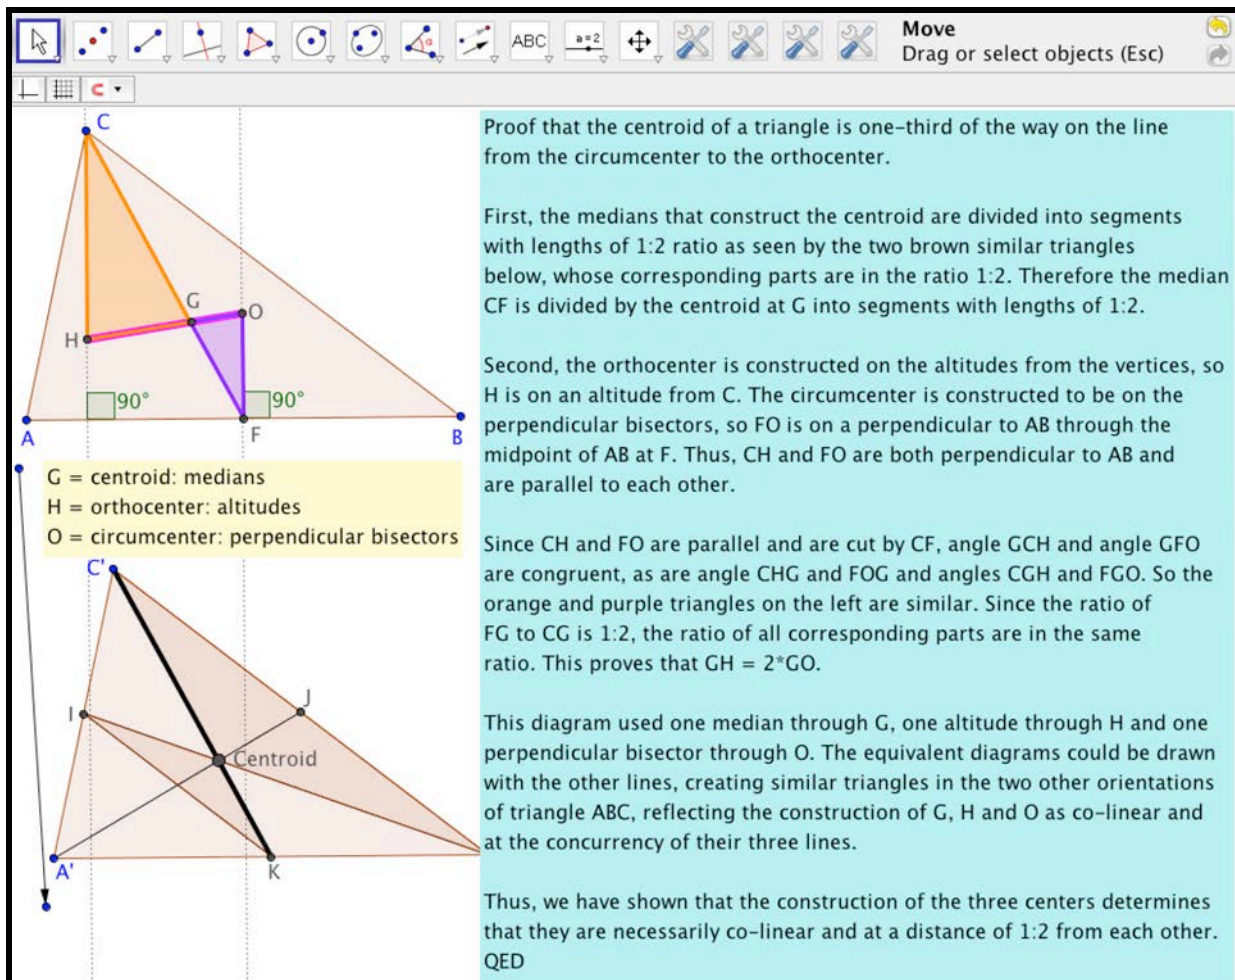 Move
ABC
a=2
Drag or select objects (Esc)
C
G
O
H
90°
90°
A
F
B
G = centroid: medians
H = orthocenter: altitudes
O = circumcenter: perpendicular bisectors
C'
J
I
Centroid
A'
K
Proof that the centroid of a triangle is one-third of the way on the line
from the circumcenter to the orthocenter.
First, the medians that construct the centroid are divided into segments
with lengths of 1:2 ratio as seen by the two brown similar triangles
below, whose corresponding parts are in the ratio 1:2. Therefore the median
CF is divided by the centroid at G into segments with lengths of 1:2.
Second, the orthocenter is constructed on the altitudes from the vertices, so
H is on an altitude from C. The circumcenter is constructed to be on the
perpendicular bisectors, so FO is on a perpendicular to AB through the
midpoint of AB at F. Thus, CH and FO are both perpendicular to AB and
are parallel to each other.
Since CH and FO are parallel and are cut by CF, angle GCH and angle GFO
are congruent, as are angle CHG and FOG and angles CGH and FGO. So the
orange and purple triangles on the left are similar. Since the ratio of
FG to CG is 1:2, the ratio of all corresponding parts are in the same
ratio. This proves that GH = 2*GO.
This diagram used one median through G, one altitude through H and one
perpendicular bisector through O. The equivalent diagrams could be drawn
with the other lines, creating similar triangles in the two other orientations
of triangle ABC, reflecting the construction of G, H and O as co-linear and
at the concurrency of their three lines.
Thus, we have shown that the construction of the three centers determines
that they are necessarily co-linear and at a distance of 1:2 from each other.
QED